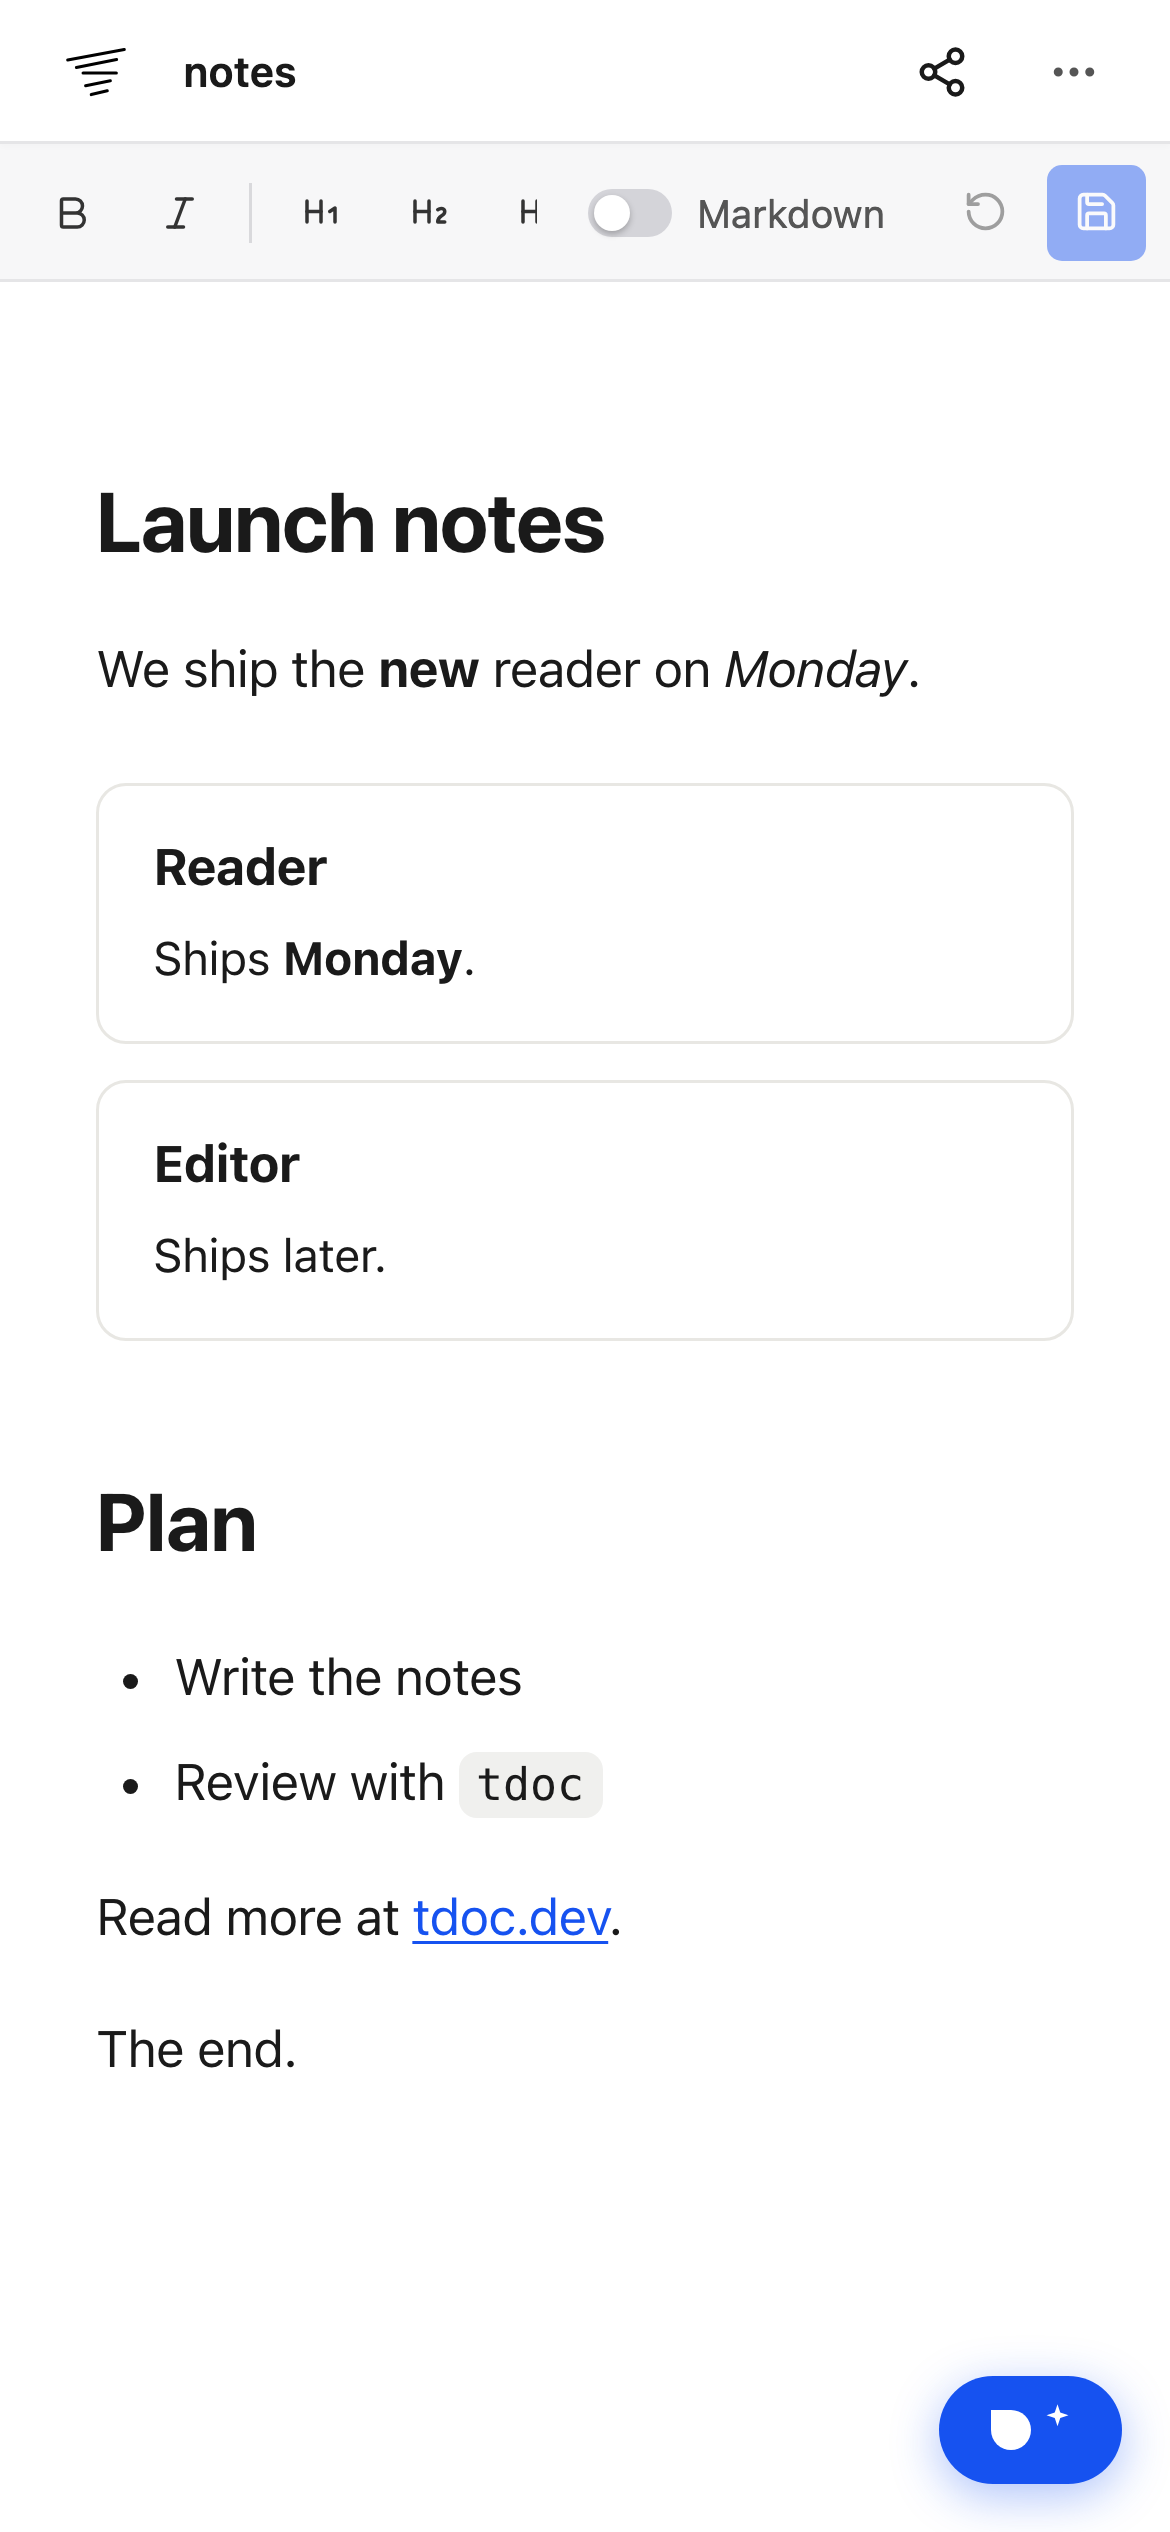 notes
B I H1 H2 H Markdown
Launch notes
We ship the new reader on Monday.
Reader
Ships Monday.
Editor
Ships later.
Plan
• Write the notes
• Review with tdoc
Read more at tdoc.dev.
The end.